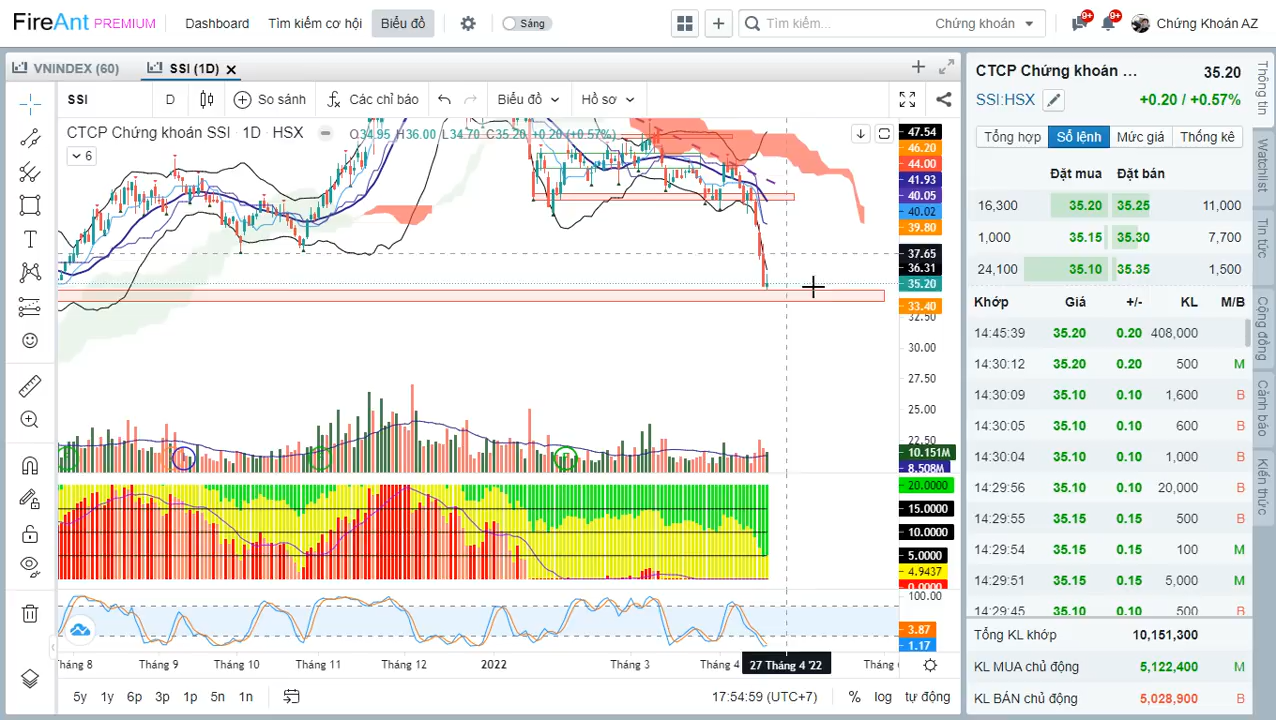 FireAnt PREMIUM Dashboard Tìm kiếm cơ hội Biểu đồ Sáng Tìm kiếm... Chứng khoán 9+ 9+ Chứng Khoán AZ
VNINDEX (60) SSI (1D)
SSI D So sánh Các chỉ báo Biểu đồ Hồ sơ
CTCP Chứng khoán SSI 1D HSX O34.95 H36.00 L34.70 C35.20 +0.20 (+0.57%)
6
47.54
46.20
44.00
41.93
40.05
40.02
39.80
37.65
36.31
35.20
33.40
32.50
30.00
27.50
25.00
22.50
10.151M
8.508M
20.0000
15.0000
10.0000
5.0000
4.9437
0.0000
100.00
3.87
1.17
háng 8 Tháng 9 Tháng 10 Tháng 11 Tháng 12 2022 Tháng 3 Tháng 4 27 Tháng 4 '22 Tháng
5y 1y 6p 3p 1p 5n 1n 17:54:59 (UTC+7) % log tự động
CTCP Chứng khoán ... 35.20
SSI:HSX +0.20 / +0.57%
Tổng hợp Sổ lệnh Mức giá Thống kê
Đặt mua Đặt bán
16,300 35.20 35.25 11,000
1,000 35.15 35.30 7,700
24,100 35.10 35.35 1,500
Khớp Giá +/- KL M/B
14:45:39 35.20 0.20 408,000
14:30:12 35.20 0.20 500 M
14:30:09 35.10 0.10 1,600 B
14:30:05 35.10 0.10 600 B
14:30:04 35.10 0.10 1,000 B
14:29:56 35.10 0.10 20,000 B
14:29:55 35.15 0.15 500 B
14:29:54 35.15 0.15 100 M
14:29:51 35.15 0.15 5,000 M
14:29:45 35.10 0.10 500 B
Tổng KL khớp 10,151,300
KL MUA chủ động 5,122,400 M
KL BÁN chủ động 5,028,900 B
Thông tin
Watchlist
Tin tức
Cộng đồng
Cảnh báo
Kiến thức